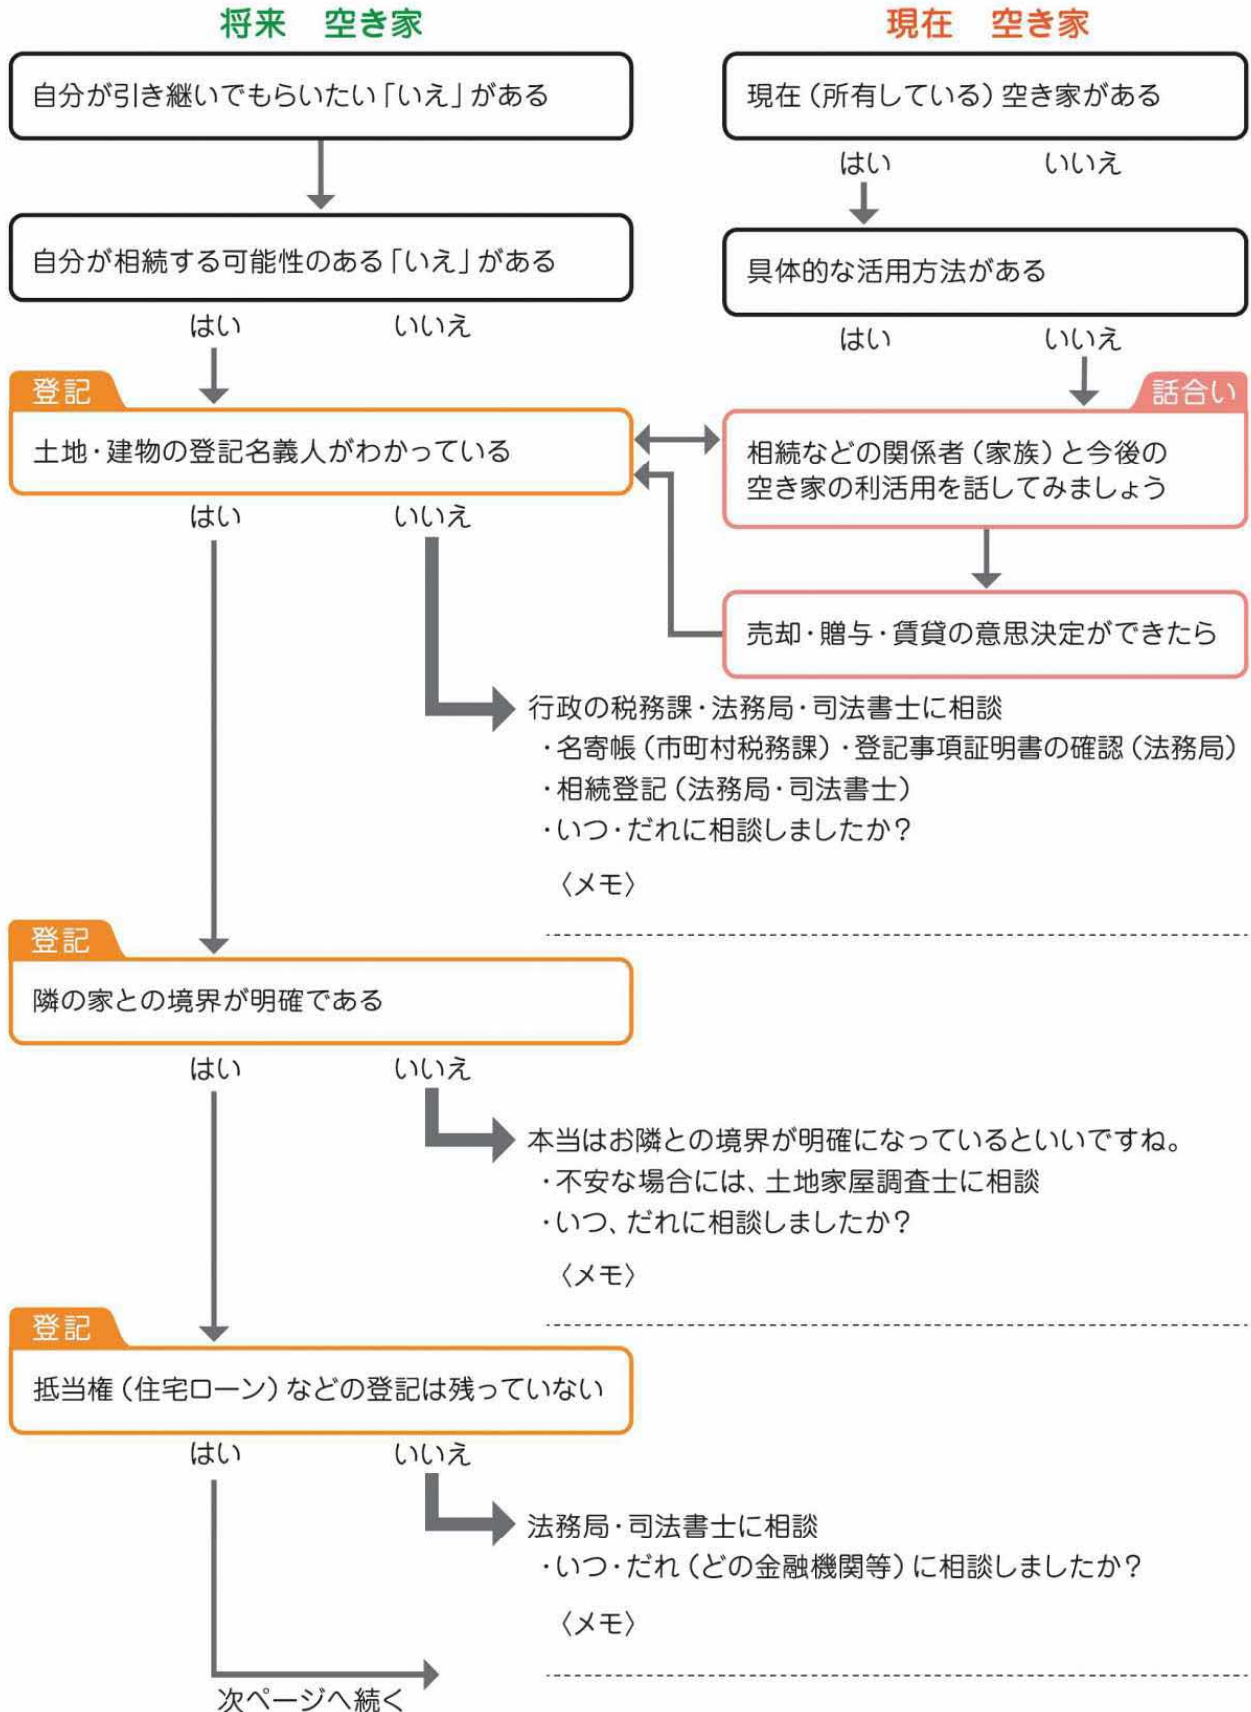 将来　空き家
自分が引き継いでもらいたい「いえ」がある
自分が相続する可能性のある「いえ」がある
はい　いいえ
現在　空き家
現在（所有している）空き家がある
はい　いいえ
具体的な活用方法がある
はい　いいえ
話合い
相続などの関係者（家族）と今後の
空き家の利活用を話してみましょう
売却・贈与・賃貸の意思決定ができたら
登記
土地・建物の登記名義人がわかっている
はい　いいえ
行政の税務課・法務局・司法書士に相談
・名寄帳（市町村税務課）・登記事項証明書の確認（法務局）
・相続登記（法務局・司法書士）
・いつ・だれに相談しましたか？
〈メモ〉
登記
隣の家との境界が明確である
はい　いいえ
本当はお隣との境界が明確になっているといいですね。
・不安な場合には、土地家屋調査士に相談
・いつ、だれに相談しましたか？
〈メモ〉
登記
抵当権（住宅ローン）などの登記は残っていない
はい　いいえ
法務局・司法書士に相談
・いつ・だれ（どの金融機関等）に相談しましたか？
〈メモ〉
次ページへ続く